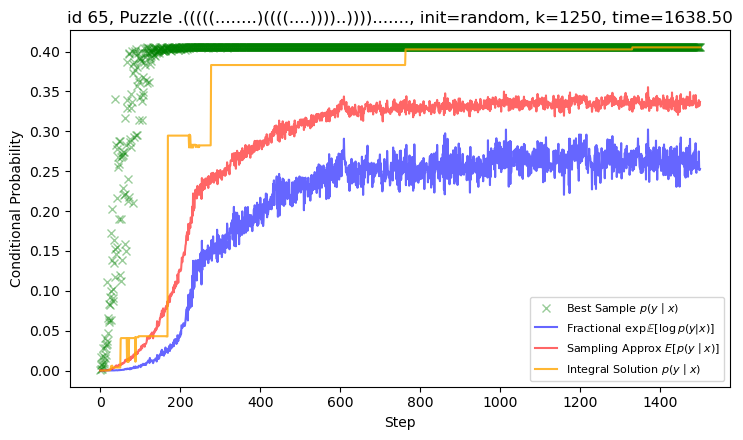 id 65, Puzzle .(((((........)((((....))))..))))......., init=random, k=1250, time=1638.50
0.40
0.35
0.30
0.25
0.20
0.15
0.10
0.05
0.00
Conditional Probability
Best Sample p(y | x)
Fractional exp 𝔼[log p(y|x)]
Sampling Approx E[p(y | x)]
Integral Solution p(y | x)
0 200 400 600 800 1000 1200 1400
Step